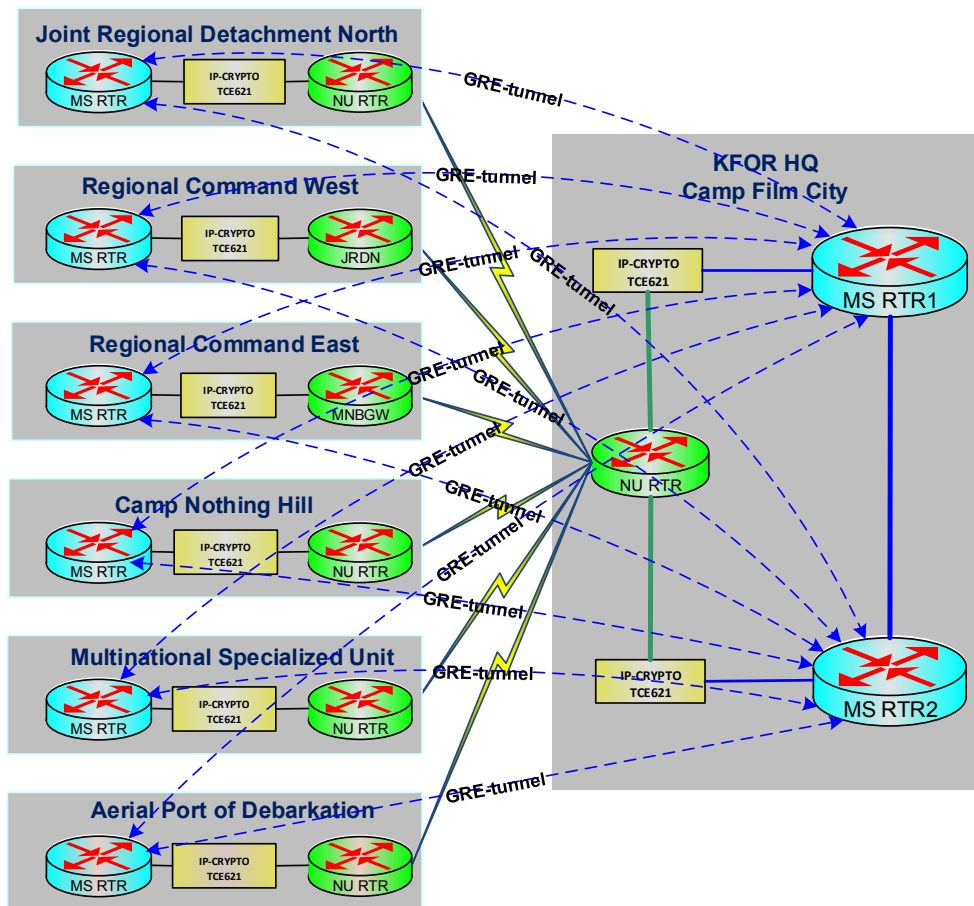 Joint Regional Detachment North
IP-CRYPTO
TCE621
MS RTR
NU RTR
GRE-tunnel
Regional Command West
IP-CRYPTO
TCE621
MS RTR
JRDN
GRE-tunnel
Regional Command East
IP-CRYPTO
TCE621
MS RTR
MNBGW
GRE-tunnel
Camp Nothing Hill
IP-CRYPTO
TCE621
MS RTR
NU RTR
GRE-tunnel
Multinational Specialized Unit
IP-CRYPTO
TCE621
MS RTR
NU RTR
GRE-tunnel
Aerial Port of Debarkation
IP-CRYPTO
TCE621
MS RTR
NU RTR
GRE-tunnel
GRE-tunnel
GRE-tunnel
GRE-tunnel
GRE-tunnel
GRE-tunnel
GRE-tunnel
KFOR HQ
Camp Film City
IP-CRYPTO
TCE621
MS RTR1
NU RTR
IP-CRYPTO
TCE621
MS RTR2